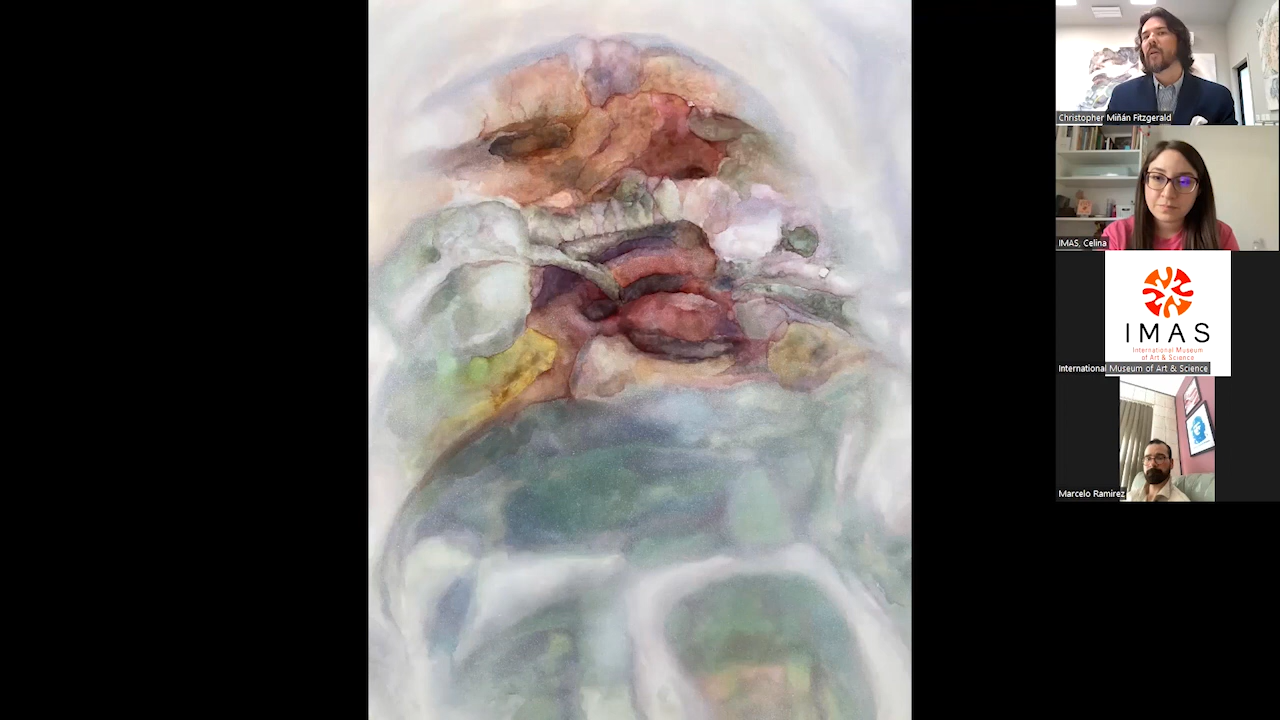 Christopher Miñán Fitzgerald
IMAS, Celina
IMAS
International Museum
of Art & Science
International Museum of Art & Science
Marcelo Ramirez